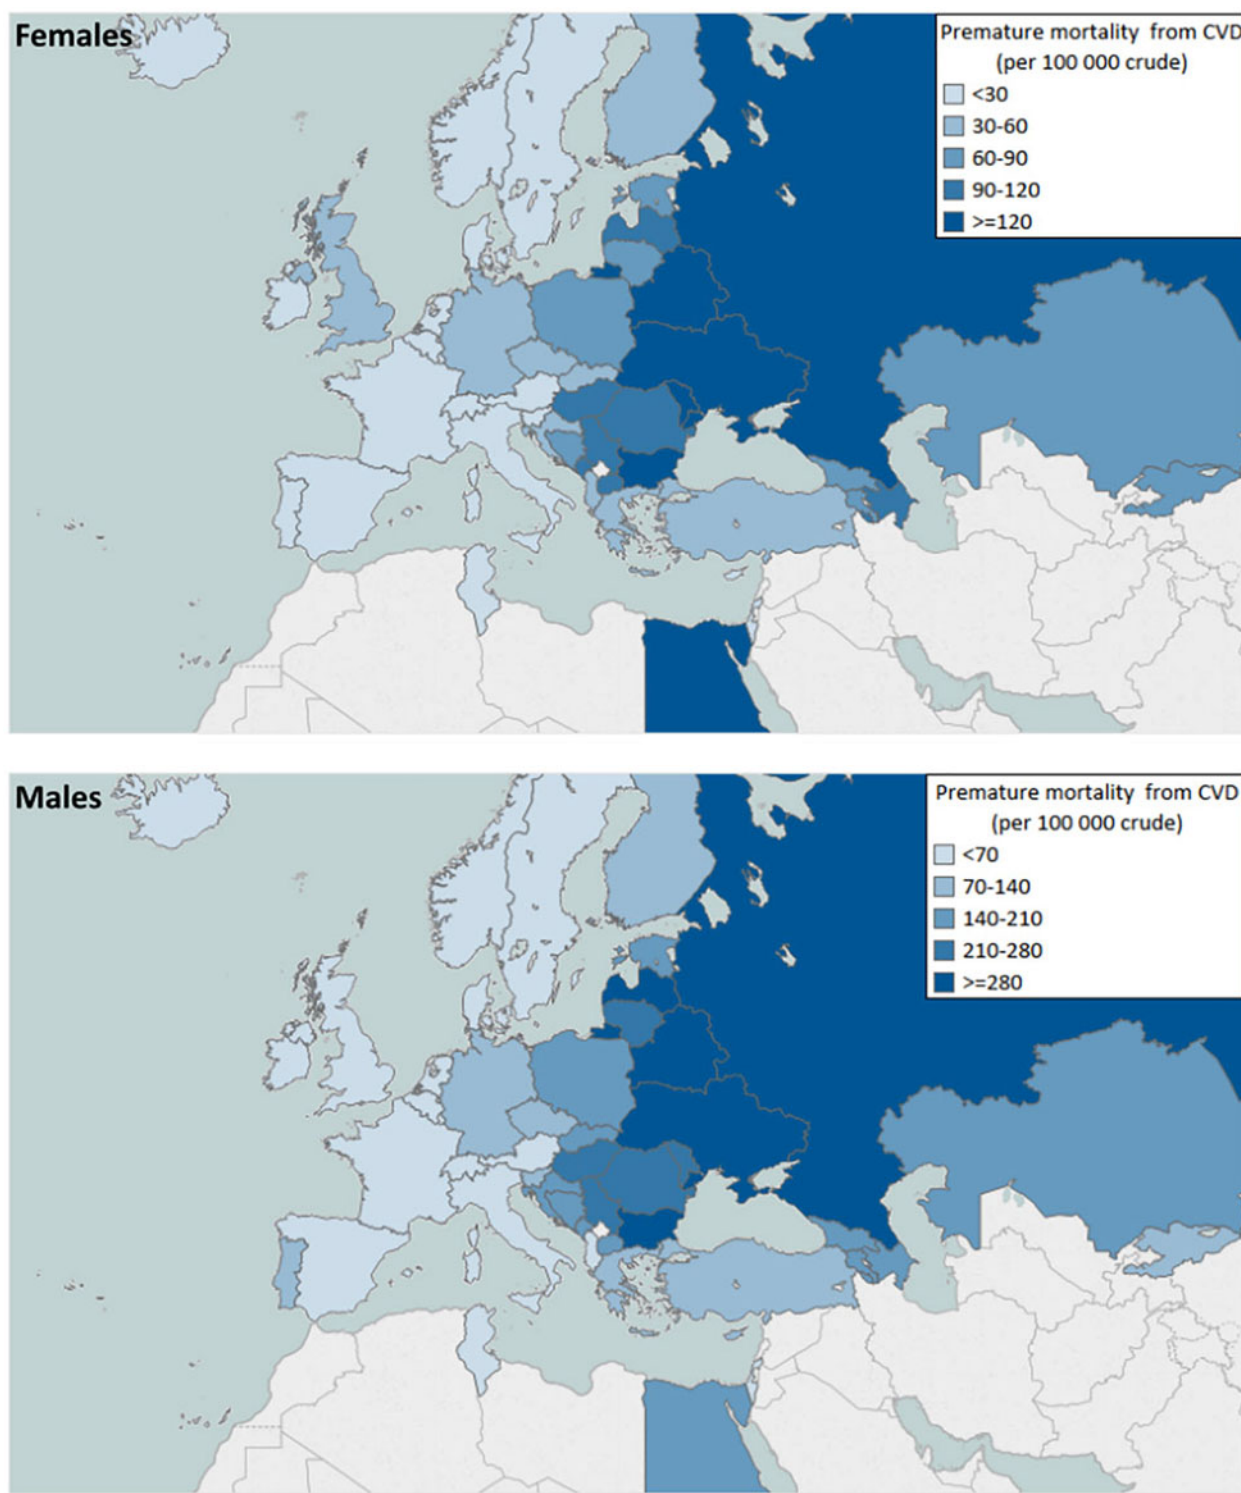 Females
Premature mortality from CVD
(per 100 000 crude)
<30
30-60
60-90
90-120
>=120
Males
Premature mortality from CVD
(per 100 000 crude)
<70
70-140
140-210
210-280
>=280